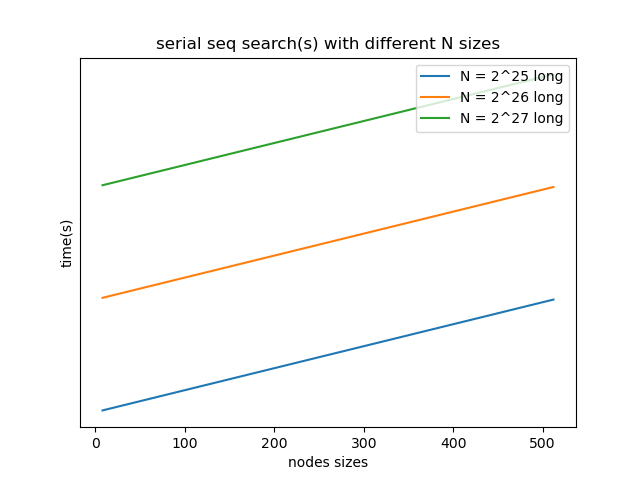 serial seq search(s) with different N sizes
N = 2^25 long
N = 2^26 long
N = 2^27 long
time(s)
0 100 200 300 400 500
nodes sizes